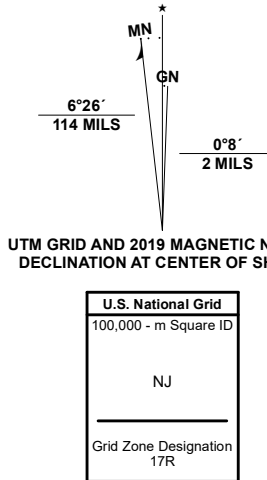 ★
MN
GN
6°26´
114 MILS
0°8´
2 MILS
UTM GRID AND 2019 MAGNETIC N
DECLINATION AT CENTER OF SH
U.S. National Grid
100,000 - m Square ID
NJ
Grid Zone Designation
17R